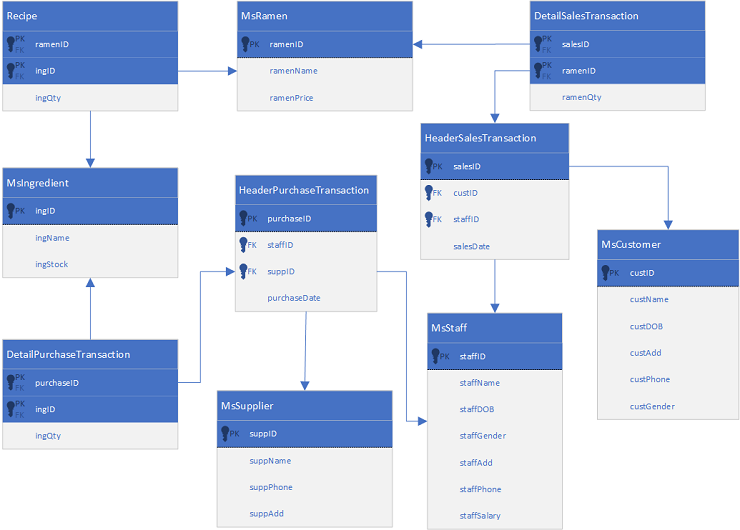 Recipe
PK
FK
ramenID
PK
FK
ingID
ingQty
MsRamen
PK
ramenID
ramenName
ramenPrice
DetailSalesTransaction
PK
FK
salesID
PK
FK
ramenID
ramenQty
HeaderSalesTransaction
PK
salesID
FK
custID
FK
staffID
salesDate
MsIngredient
PK
ingID
ingName
ingStock
HeaderPurchaseTransaction
PK
purchaseID
FK
staffID
FK
suppID
purchaseDate
MsCustomer
PK
custID
custName
custDOB
custAdd
custPhone
custGender
DetailPurchaseTransaction
PK
FK
purchaseID
PK
FK
ingID
ingQty
MsSupplier
PK
suppID
suppName
suppPhone
suppAdd
MsStaff
PK
staffID
staffName
staffDOB
staffGender
staffAdd
staffPhone
staffSalary